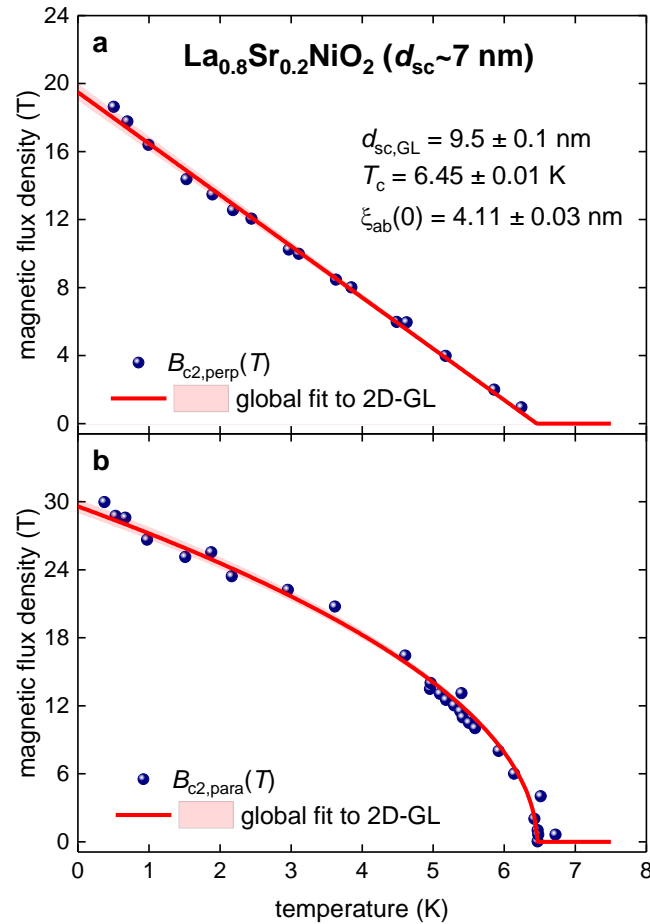 a
La0.8Sr0.2NiO2 (dsc~7 nm)
dsc,GL = 9.5 ± 0.1 nm
Tc = 6.45 ± 0.01 K
ξab(0) = 4.11 ± 0.03 nm
magnetic flux density (T)
24
20
16
12
8
4
0
Bc2,perp(T)
global fit to 2D-GL
b
magnetic flux density (T)
30
24
18
12
6
0
Bc2,para(T)
global fit to 2D-GL
0 1 2 3 4 5 6 7 8
temperature (K)